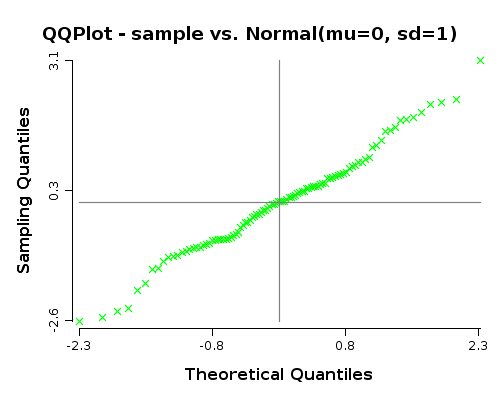 QQPlot - sample vs. Normal(mu=0, sd=1)
3.1
0.3
-2.6
Sampling Quantiles
-2.3 -0.8 0.8 2.3
Theoretical Quantiles